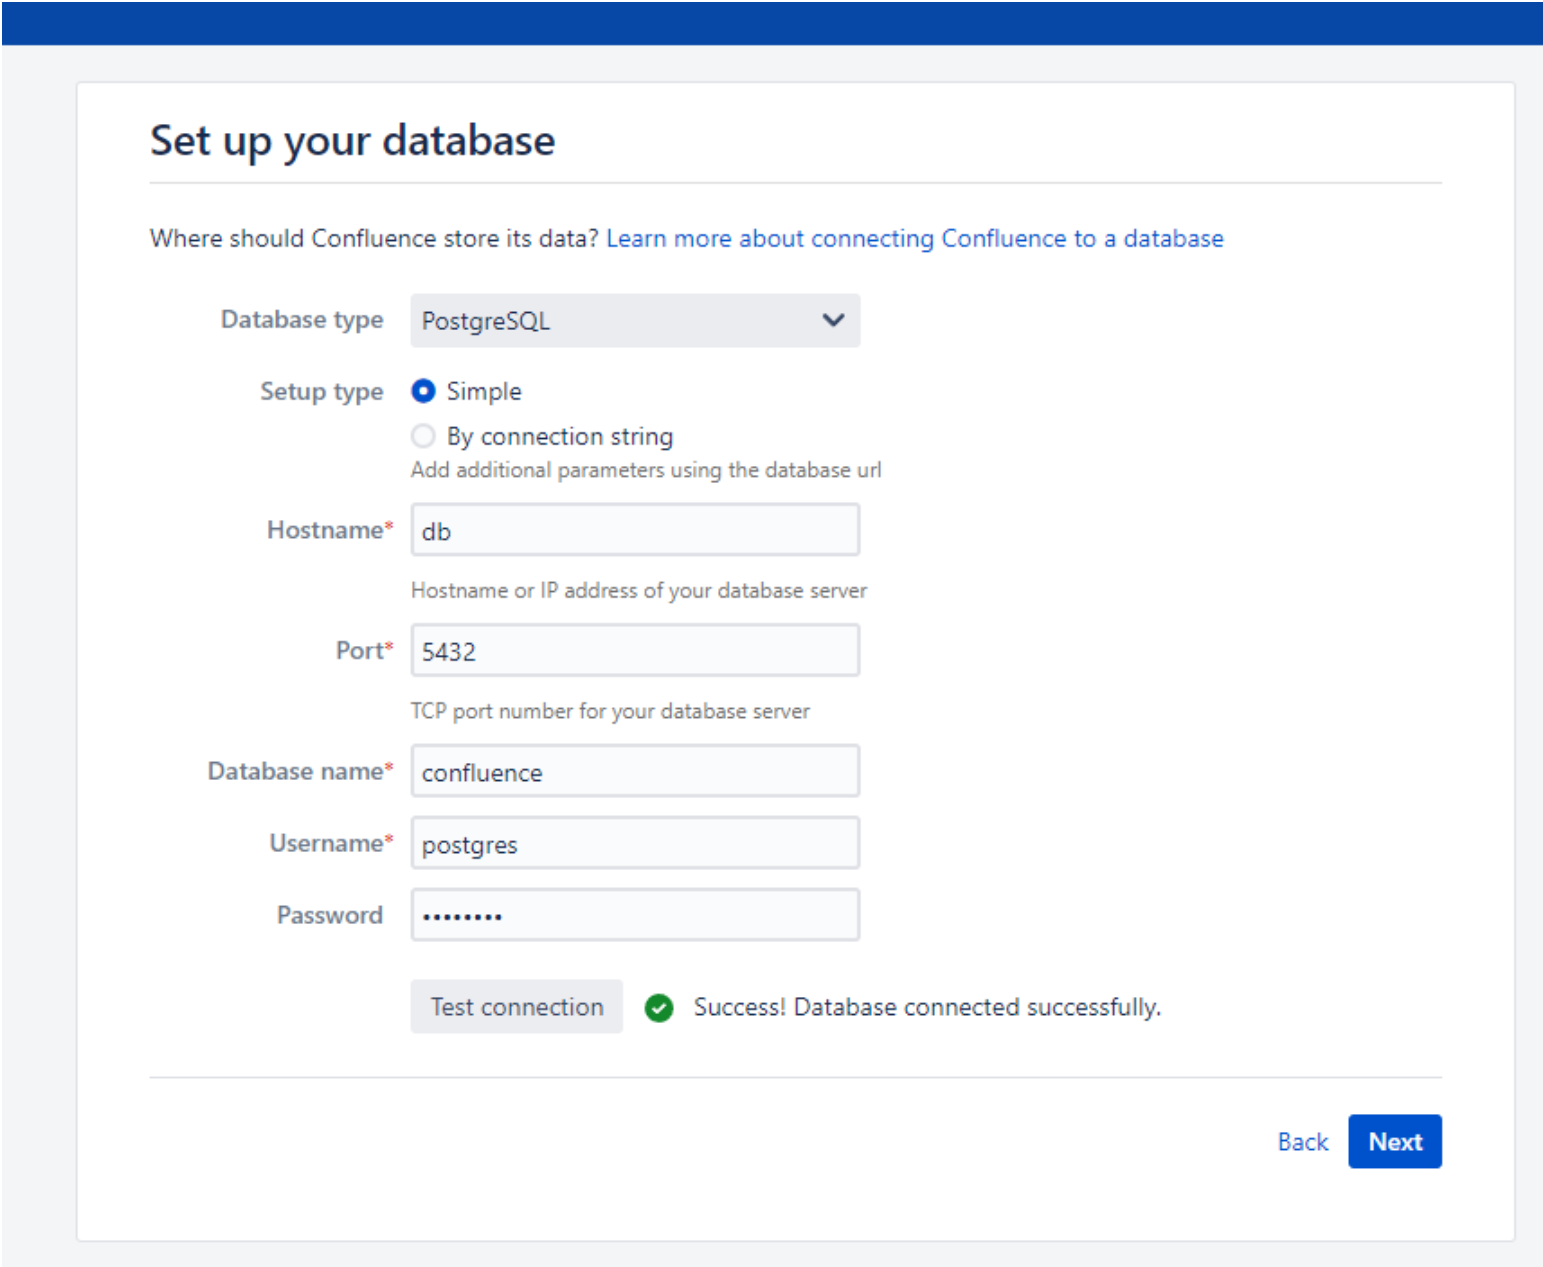 Set up your database
Where should Confluence store its data? Learn more about connecting Confluence to a database
Database type PostgreSQL
Setup type Simple
By connection string
Add additional parameters using the database url
Hostname* db
Hostname or IP address of your database server
Port* 5432
TCP port number for your database server
Database name* confluence
Username* postgres
Password ••••••••
Test connection Success! Database connected successfully.
Back Next